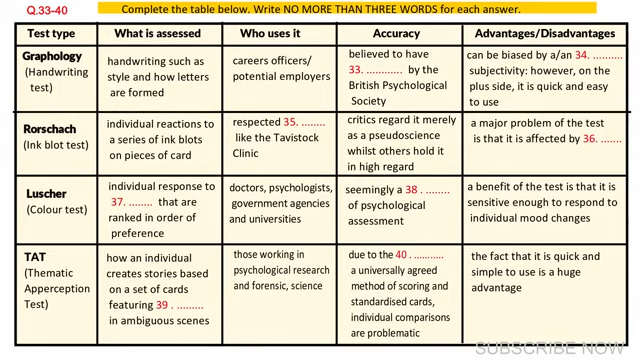 Q.33-40
Complete the table below. Write NO MORE THAN THREE WORDS for each answer.
Test type
What is assessed
Who uses it
Accuracy
Advantages/Disadvantages
Graphology
(Handwriting
test)
handwriting such as
style and how letters
are formed
careers officers/
potential employers
believed to have
33. ............ by the
British Psychological
Society
can be biased by a/an 34. ..........
subjectivity: however, on the
plus side, it is quick and easy
to use
Rorschach
(Ink blot test)
individual reactions to
a series of ink blots
on pieces of card
respected 35. ........
like the Tavistock
Clinic
critics regard it merely
as a pseudoscience
whilst others hold it
in high regard
a major problem of the test
is that it is affected by 36. .......
Luscher
(Colour test)
individual response to
37. ........ that are
ranked in order of
preference
doctors, psychologists,
government agencies
and universities
seemingly a 38 . ........
of psychological
assessment
a benefit of the test is that it is
sensitive enough to respond to
individual mood changes
TAT
(Thematic
Apperception
Test)
how an individual
creates stories based
on a set of cards
featuring 39 . .........
in ambiguous scenes
those working in
psychological research
and forensic, science
due to the 40 . ...........
a universally agreed
method of scoring and
standardised cards,
individual comparisons
are problematic
the fact that it is quick and
simple to use is a huge
advantage
SUBSCRIBE NOW